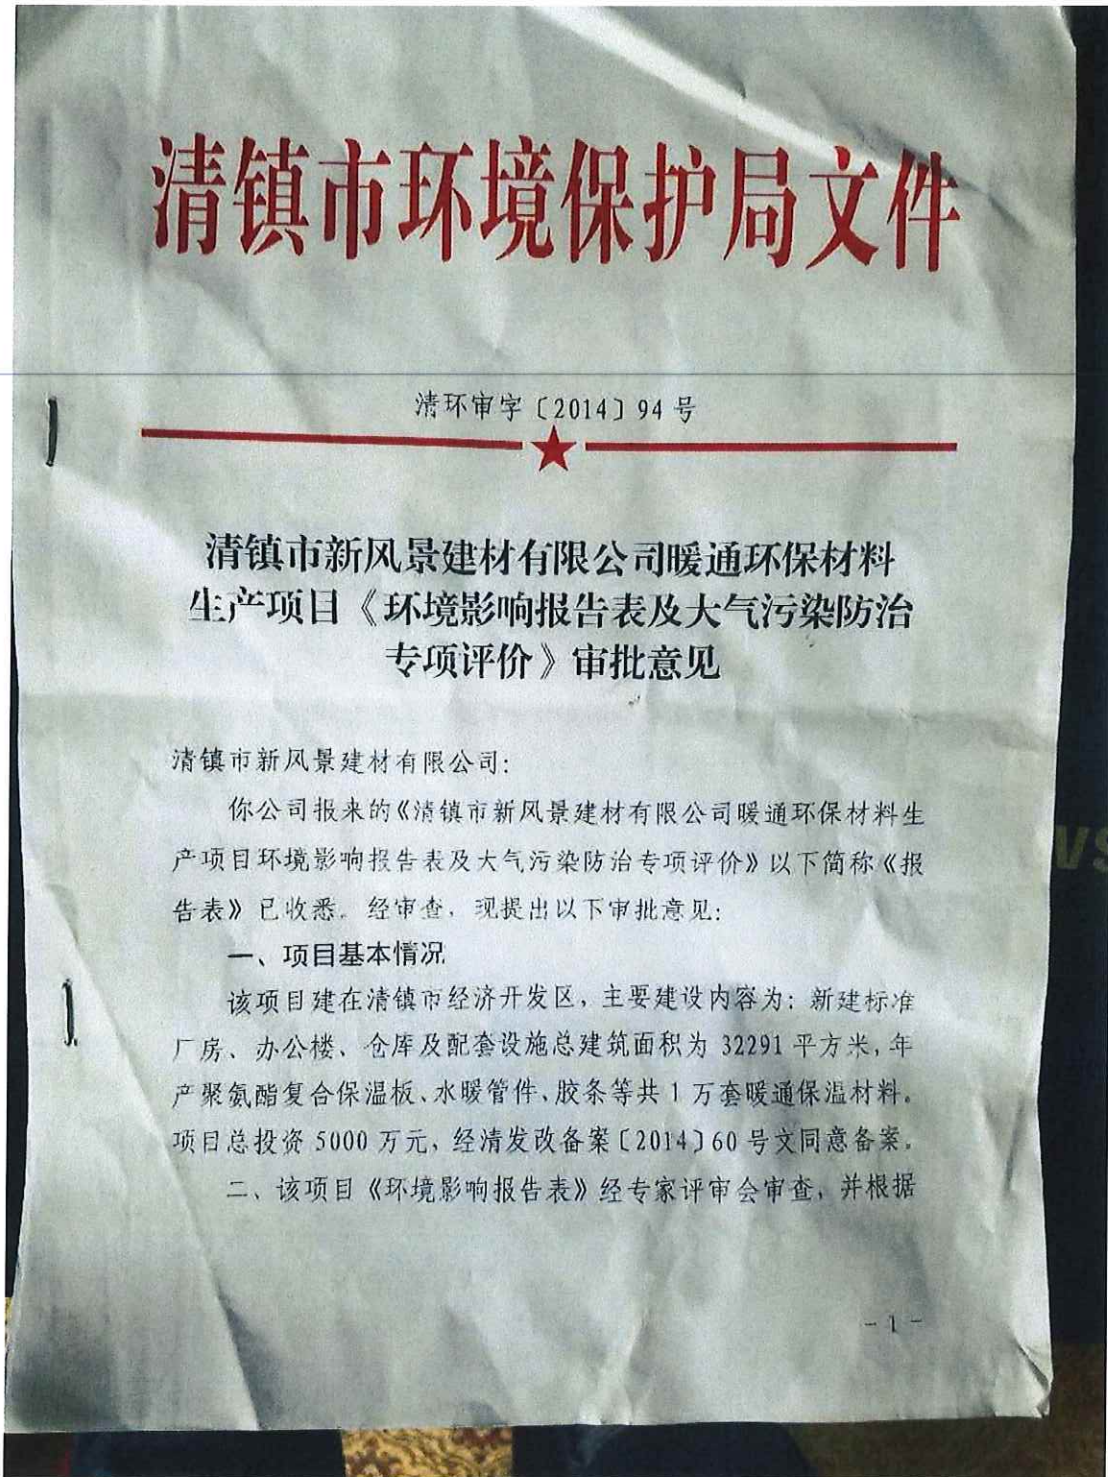 清镇市环境保护局文件
清环审字〔2014〕94号
清镇市新风景建材有限公司暖通环保材料
生产项目《环境影响报告表及大气污染防治
专项评价》审批意见
清镇市新风景建材有限公司：
你公司报来的《清镇市新风景建材有限公司暖通环保材料生
产项目环境影响报告表及大气污染防治专项评价》以下简称《报
告表》已收悉。经审查，现提出以下审批意见：
一、项目基本情况
该项目建在清镇市经济开发区，主要建设内容为：新建标准
厂房、办公楼、仓库及配套设施总建筑面积为 32291 平方米，年
产聚氨酯复合保温板、水暖管件、胶条等共 1 万套暖通保温材料。
项目总投资 5000 万元，经清发改备案〔2014〕60 号文同意备案。
二、该项目《环境影响报告表》经专家评审会审查，并根据
-1-